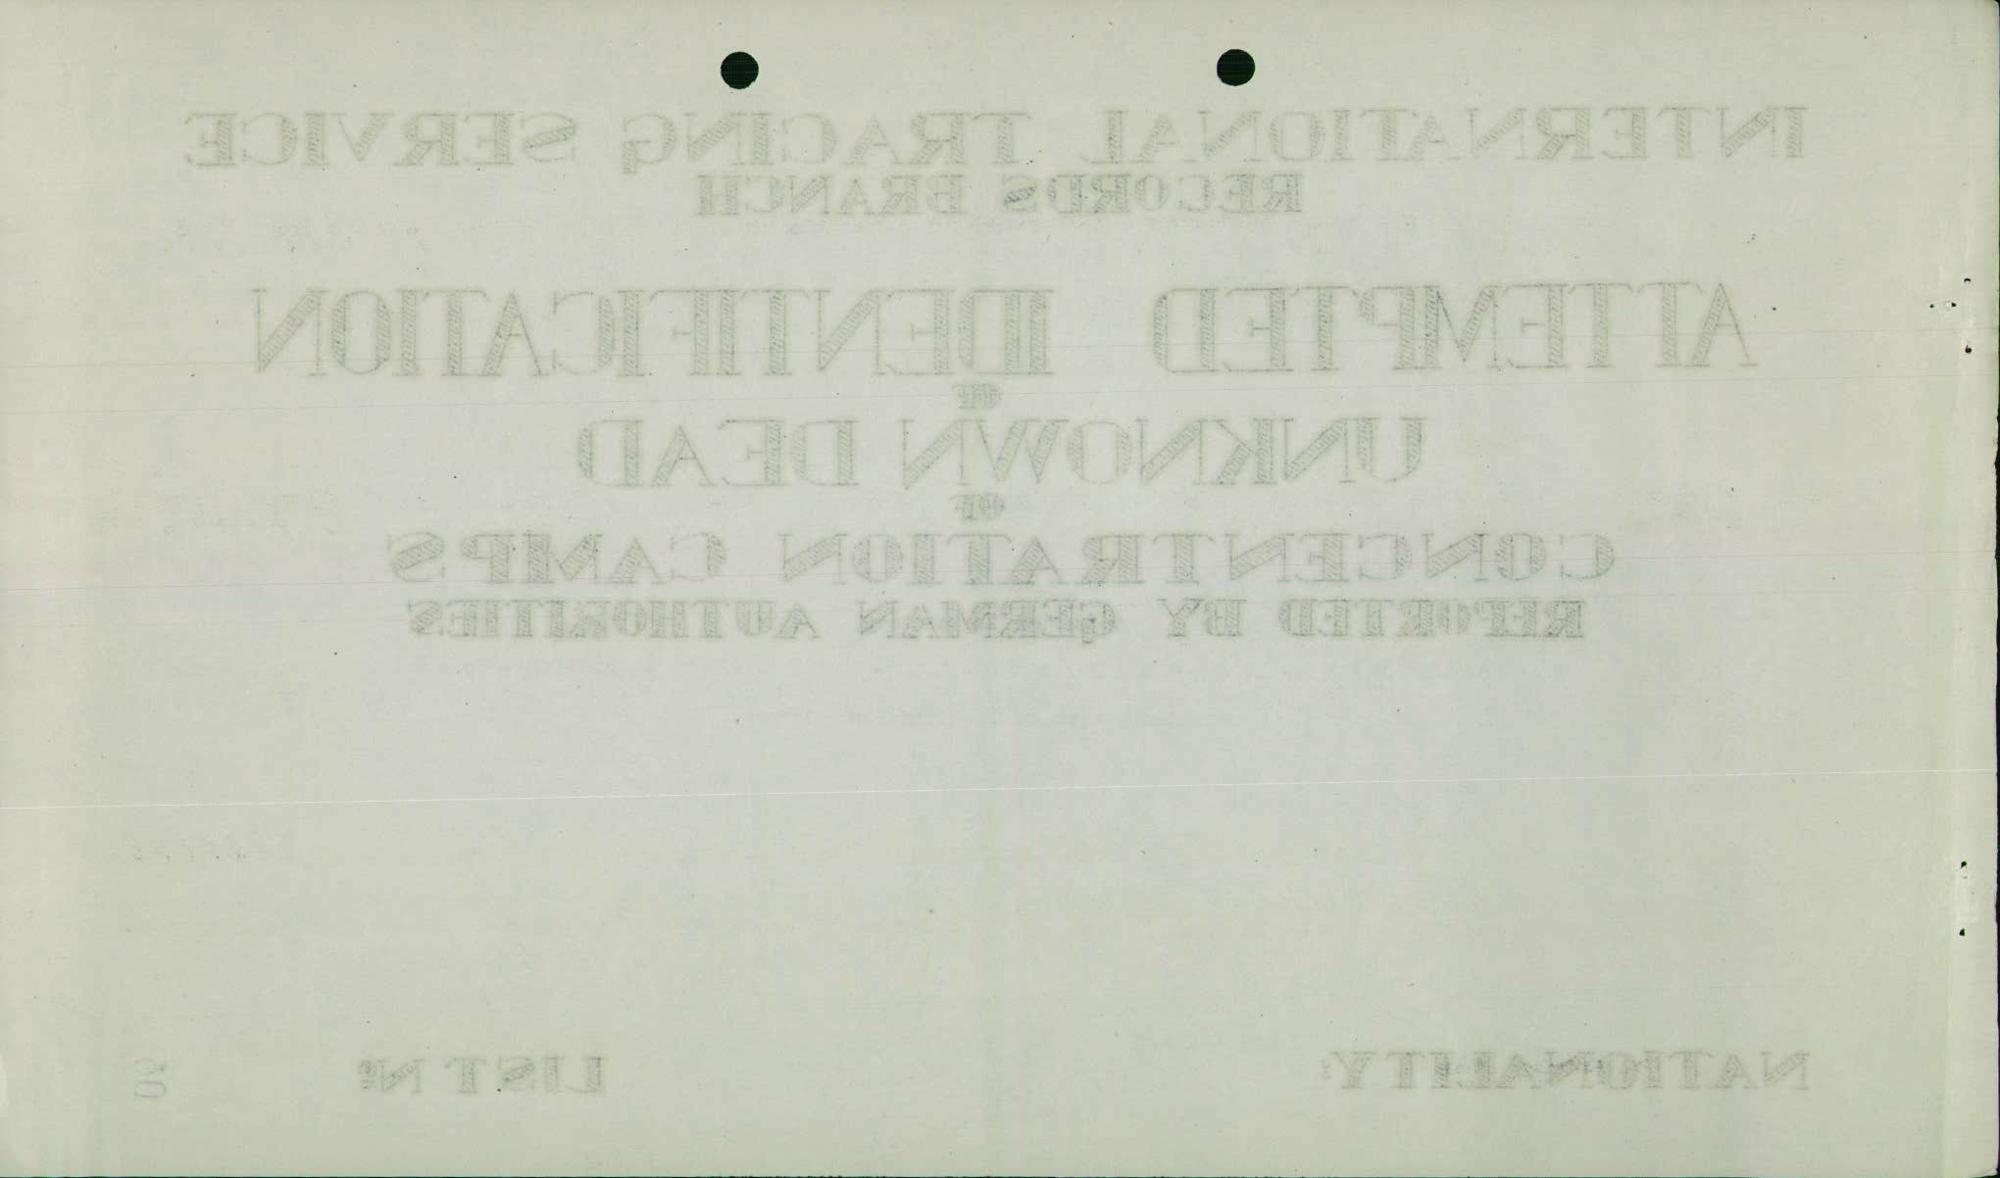 INTERNATIONAL TRACING SERVICE
RECORDS BRANCH
ATTEMPTED IDENTIFICATION
OF
UNKNOWN DEAD
OF
CONCENTRATION CAMPS
REPORTED BY GERMAN AUTHORITIES
NATIONALITY: LIST Nº